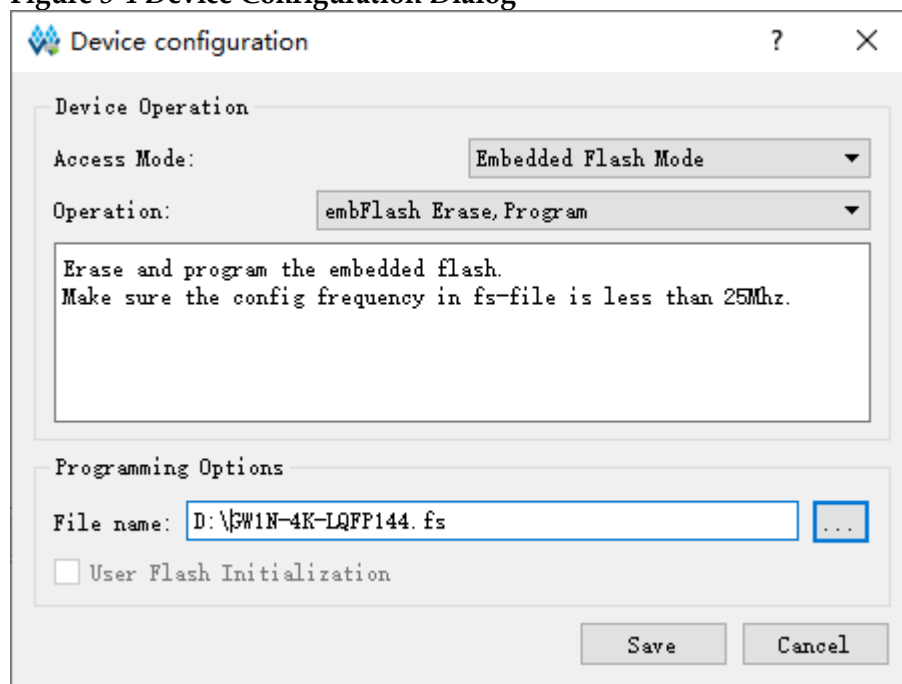 Figure 3-1 Device Configuration Dialog
Device configuration
?
Device Operation
Access Mode:
Embedded Flash Mode
Operation:
embFlash Erase,Program
Erase and program the embedded flash.
Make sure the config frequency in fs-file is less than 25Mhz.
Programming Options
File name:
D:\GW1N-4K-LQFP144.fs
...
User Flash Initialization
Save
Cancel